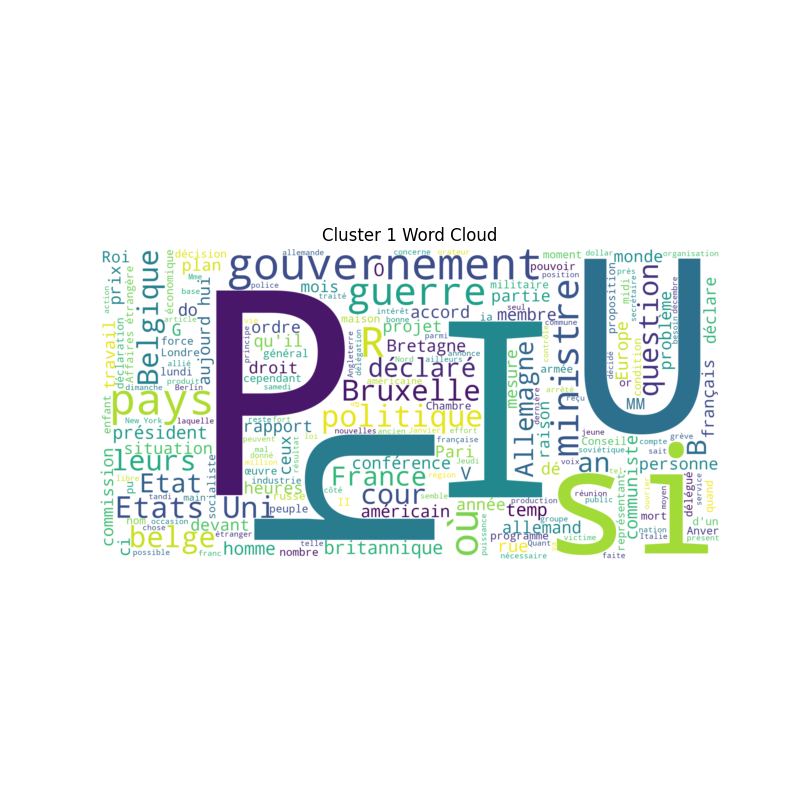 Cluster 1 Word Cloud
P
I
U
h
Si
gouvernement
guerre
pays
politique
ministre
question
Belgique
Bruxelle
déclaré
R
belge
Etats Uni
Etat
leurs
France
cour
où
Allemagne
an
B
Roi
prix
décision
plan
allemande
concerne
orateur
moment
dollar
monde
organisation
Mme
base
économique
police
mois
traité
O
pouvoir
militaire
partie
position
près
secrétaires
midi
proposition
problème
décembre
besoin
déclare
action
article
déclaration
Affaires étrangère
allié
lundi
aujourd'hui
do
G
force
Londre
produit
dimanche
Berlin
travail
enfant
New York
laquelle
maison
intérêt
accord
seul
ia
membre
commune
projet
délégation
parmi
ordre
vie
qu'il
général
principe
droit
cependant
samedi
Angleterre
Nord
ailleurs
annonce
Bretagne
américaine
mesure
contrôle
armée
arrêté
dernière
reçu
décidé
Europe
condition
or
MM
français
président
situation
commission
ci
pui
libre
tandi
main
socialiste
rapport
ceux
peuvent
reste
fort
nouvelles
ancien
loi
Janvier
effort
Chambre
française
mal
donne
million
résultat
œuvre
industrie
heures
russe
côté
II
peuple
conférence
semble
Pari
Jeudi
V
année
américain
raison
dé
jeune
voix
Conseil
soviétique
compte
sait
grève
public
tel
communiste
personne
service
délégué
quand
réunion
ouvrier
moyen
représentant
mort
d'un
nation
Italie
Anver
présent
nom
occasion
chose
possible
franc
étranger
devant
homme
nombre
telle
britannique
puissance
production
temp
groupe
programme
allemand
Quant
nécessaire
rue
victime
faite